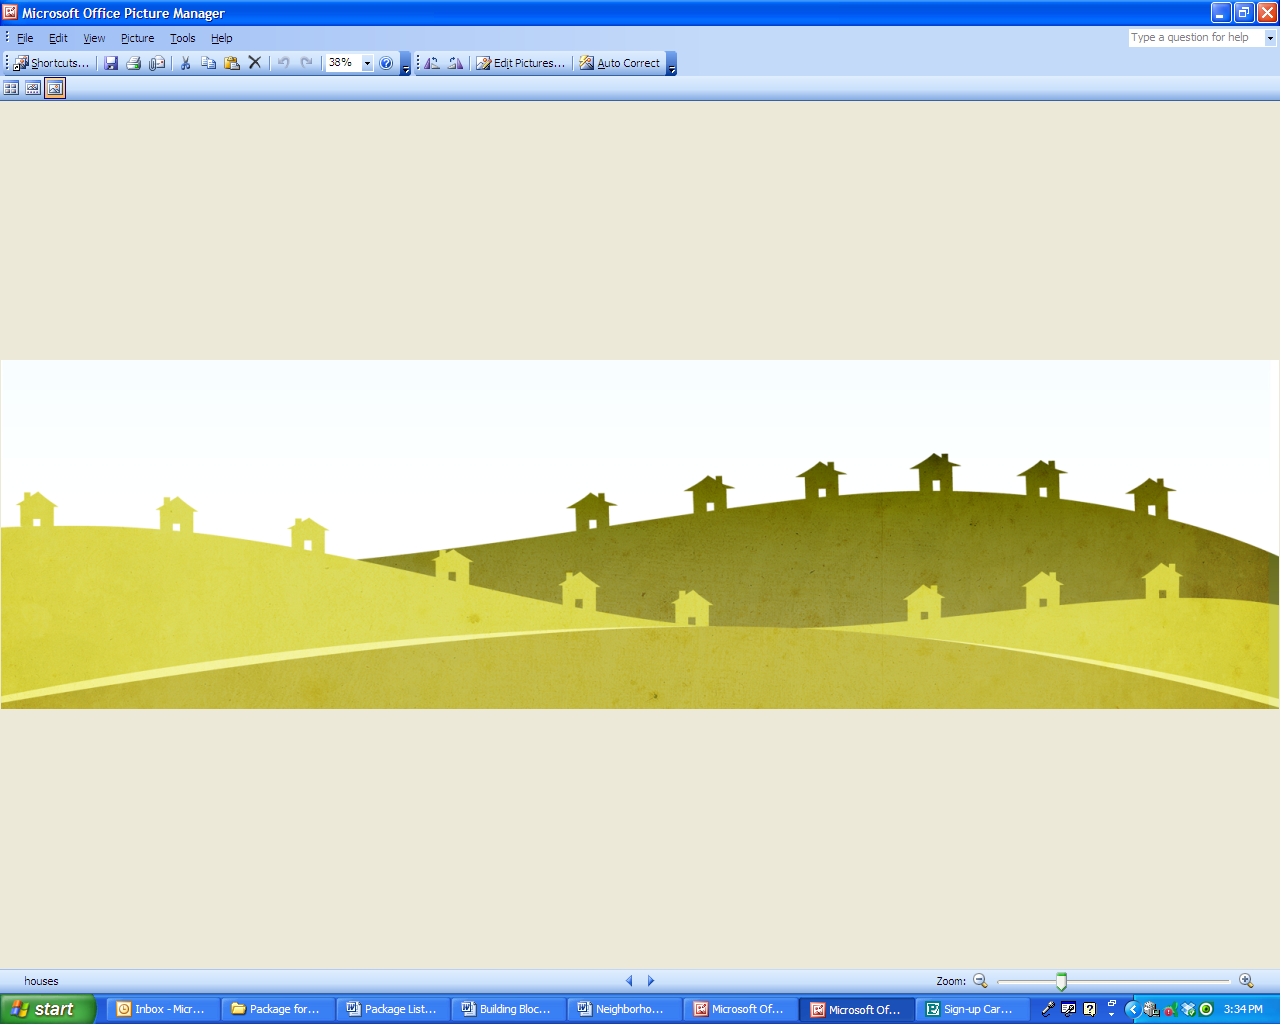 Microsoft Office Picture Manager
File Edit View Picture Tools Help Type a question for help
Shortcuts... 38% Edit Pictures... Auto Correct
houses Zoom:
start Inbox - Micr... Package for... Package List... Building Bloc... Neighborho... Microsoft Of... Microsoft Of... Sign-up Car... 3:34 PM